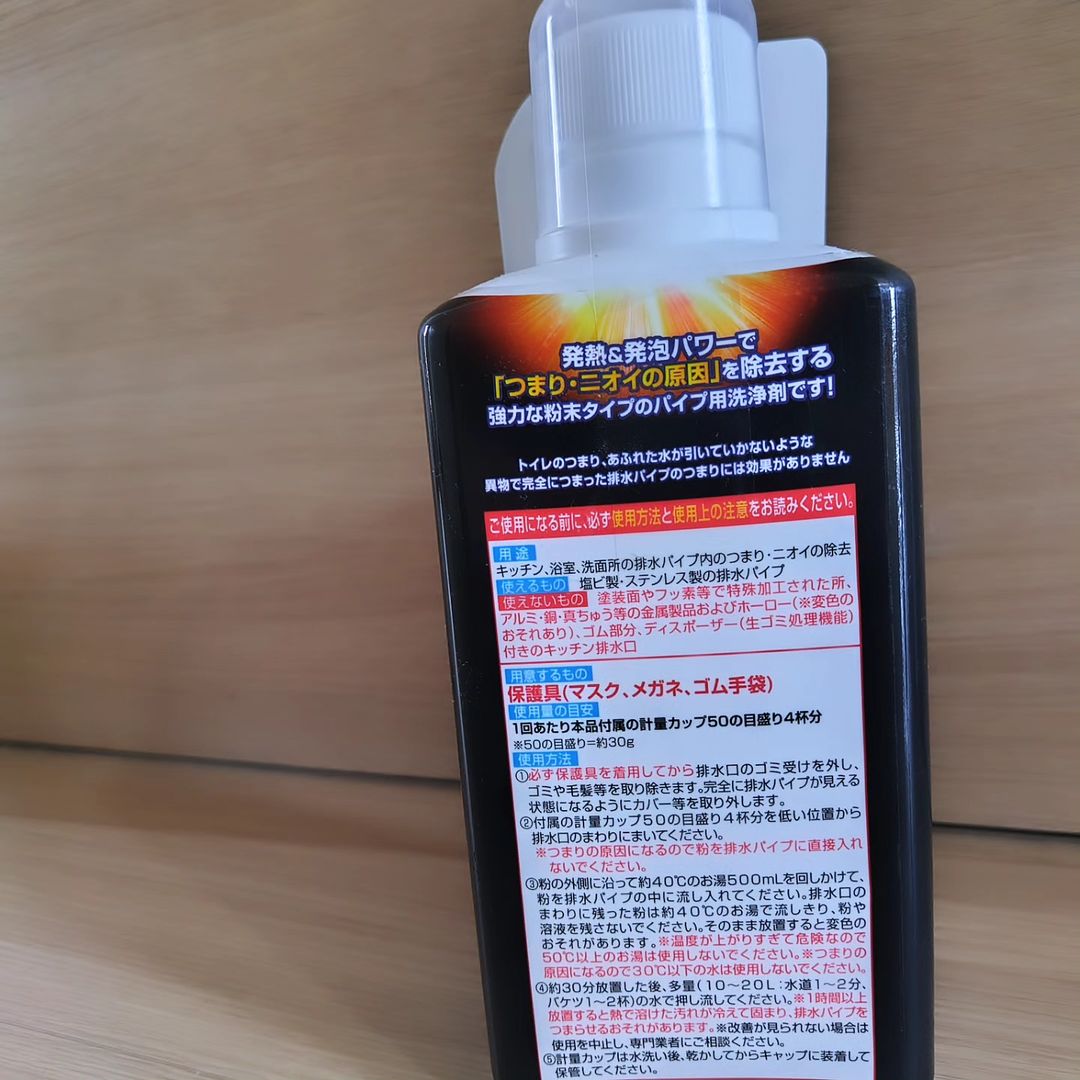 発熱&発泡パワーで
「つまり・ニオイの原因」を除去する
強力な粉末タイプのパイプ用洗浄剤です!
トイレのつまり、あふれた水が引いていかないような
異物で完全につまった排水パイプのつまりには効果がありません
ご使用になる前に、必ず使用方法と使用上の注意をお読みください。
用途
キッチン、浴室、洗面所の排水パイプ内のつまり・ニオイの除去
使えるもの 塩ビ製・ステンレス製の排水パイプ
使えないもの 塗装面やフッ素等で特殊加工された所、
アルミ・銅・真ちゅう等の金属製品およびホーロー(※変色の
おそれあり)、ゴム部分、ディスポーザー(生ゴミ処理機能)
付きのキッチン排水口
用意するもの
保護具(マスク、メガネ、ゴム手袋)
使用量の目安
1回あたり本品付属の計量カップ50の目盛り4杯分
※50の目盛り=約30g
使用方法
①必ず保護具を着用してから排水口のゴミ受けを外し、
ゴミや毛髪等を取り除きます。完全に排水パイプが見える
状態になるようにカバー等を取り外します。
②付属の計量カップ50の目盛り4杯分を低い位置から
排水口のまわりにまいてください。
※つまりの原因になるので粉を排水パイプに直接入れ
ないでください。
③粉の外側に沿って約40℃のお湯500mLを回しかけて、
粉を排水パイプの中に流し入れてください。排水口の
まわりに残った粉は約40℃のお湯で流しきり、粉や
溶液を残さないでください。そのまま放置すると変色の
おそれがあります。※温度が上がりすぎて危険なので
50℃以上のお湯は使用しないでください。※つまりの
原因になるので30℃以下の水は使用しないでください。
④約30分放置した後、多量(10〜20L:水道1〜2分、
バケツ1〜2杯)の水で押し流してください。※1時間以上
放置すると熱で溶けた汚れが冷えて固まり、排水パイプを
つまらせるおそれがあります。※改善が見られない場合は
使用を中止し、専門業者にご相談ください。
⑤計量カップは水洗い後、乾かしてからキャップに装着して
保管してください。